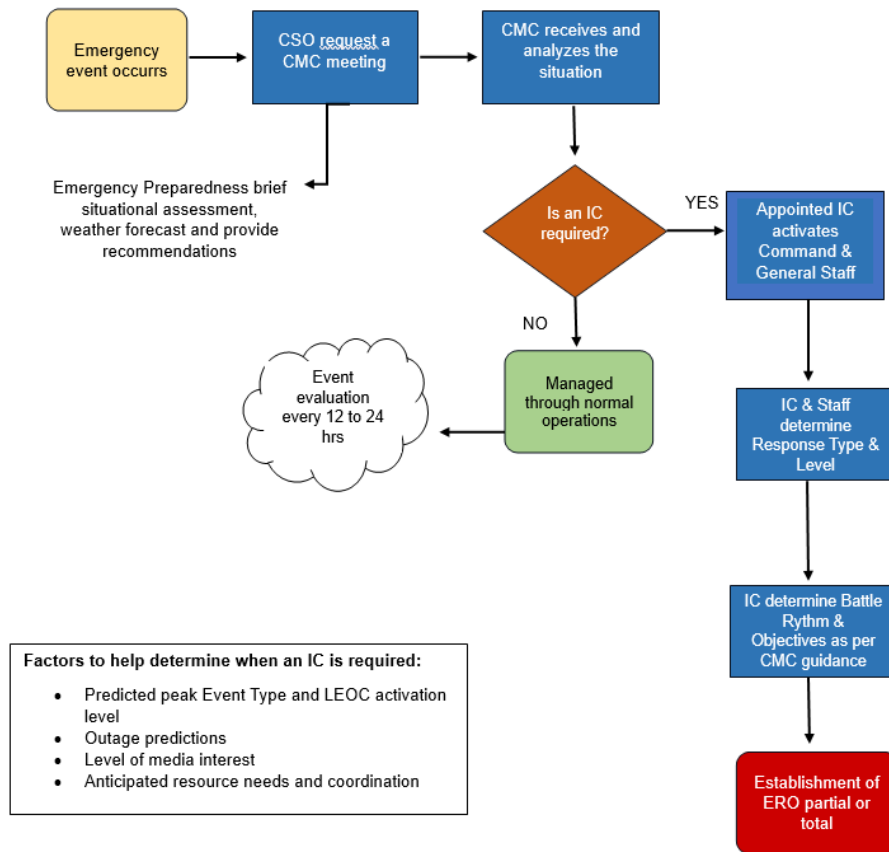 Emergency
event occurrs
CSO request a
CMC meeting
CMC receives and
analyzes the
situation
Emergency Preparedness brief
situational assessment,
weather forecast and provide
recommendations
Is an IC
required?
YES
Appointed IC
activates
Command &
General Staff
NO
Event
evaluation
every 12 to 24
hrs
Managed
through normal
operations
IC & Staff
determine
Response Type &
Level
IC determine Battle
Rythm &
Objectives as per
CMC guidance
Factors to help determine when an IC is required:
• Predicted peak Event Type and LEOC activation
level
• Outage predictions
• Level of media interest
• Anticipated resource needs and coordination
Establishment of
ERO partial or
total